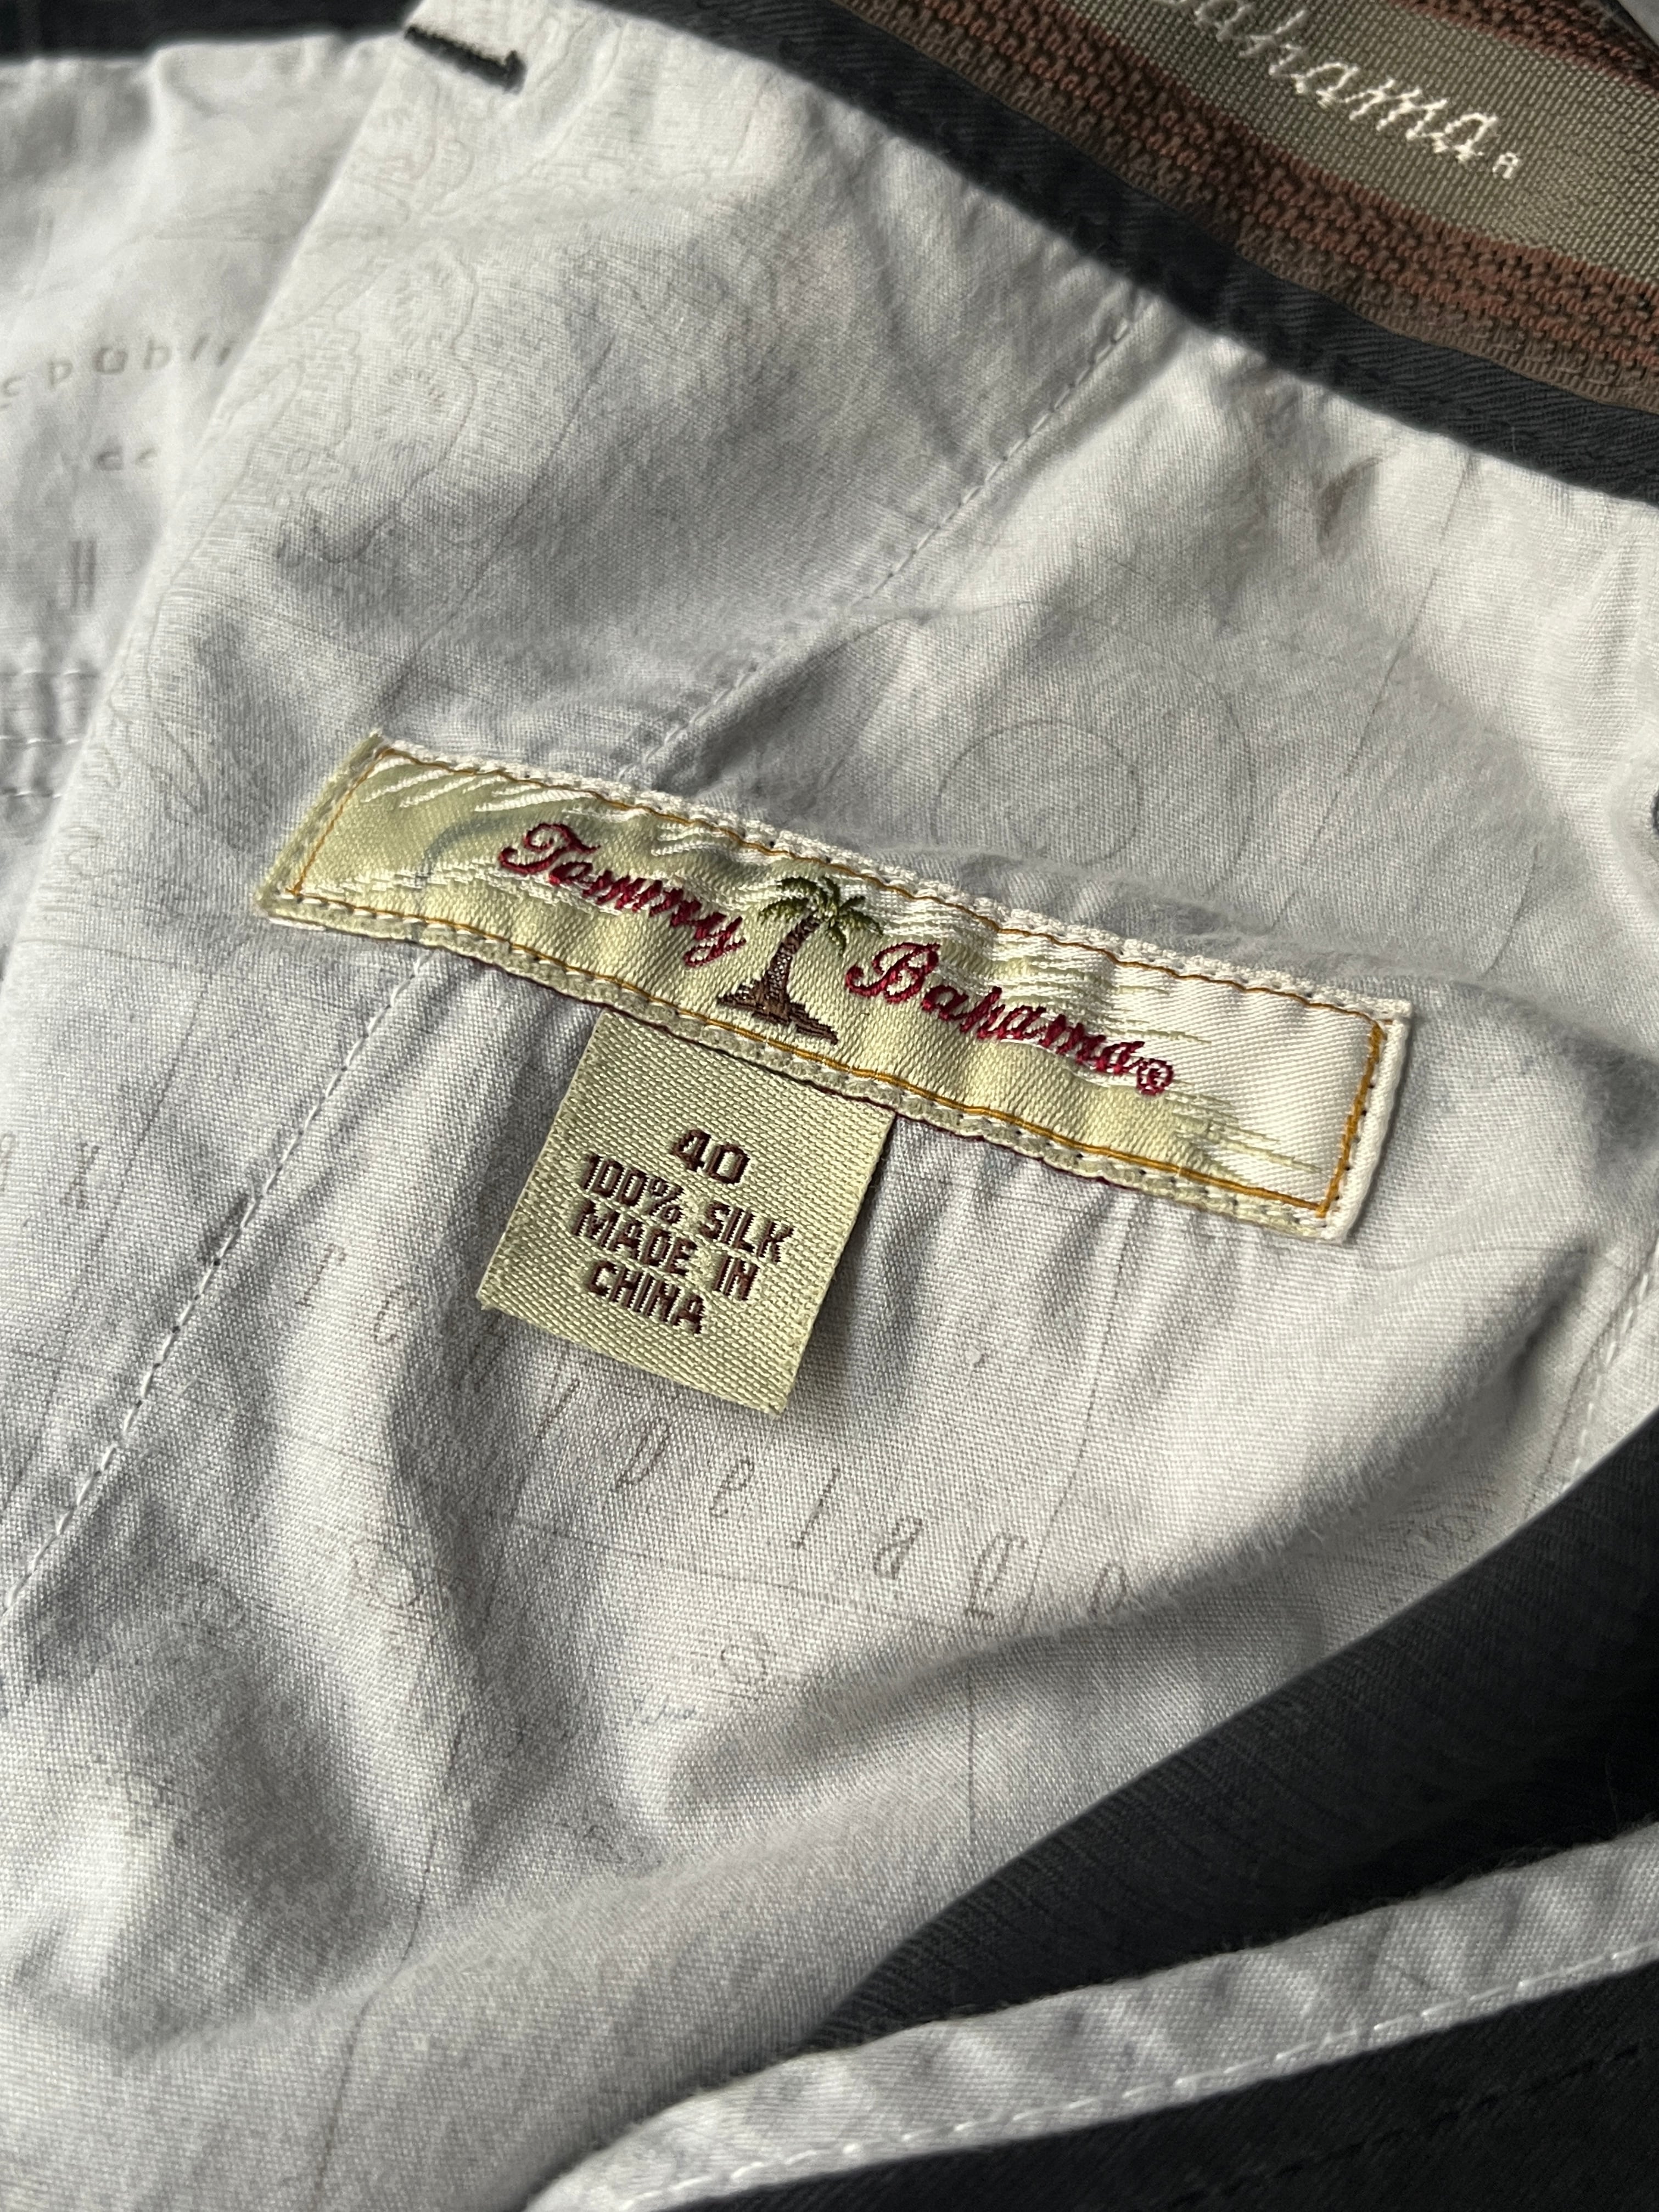 bahama®
Tommy Bahama®
40
100% SILK
MADE IN
CHINA